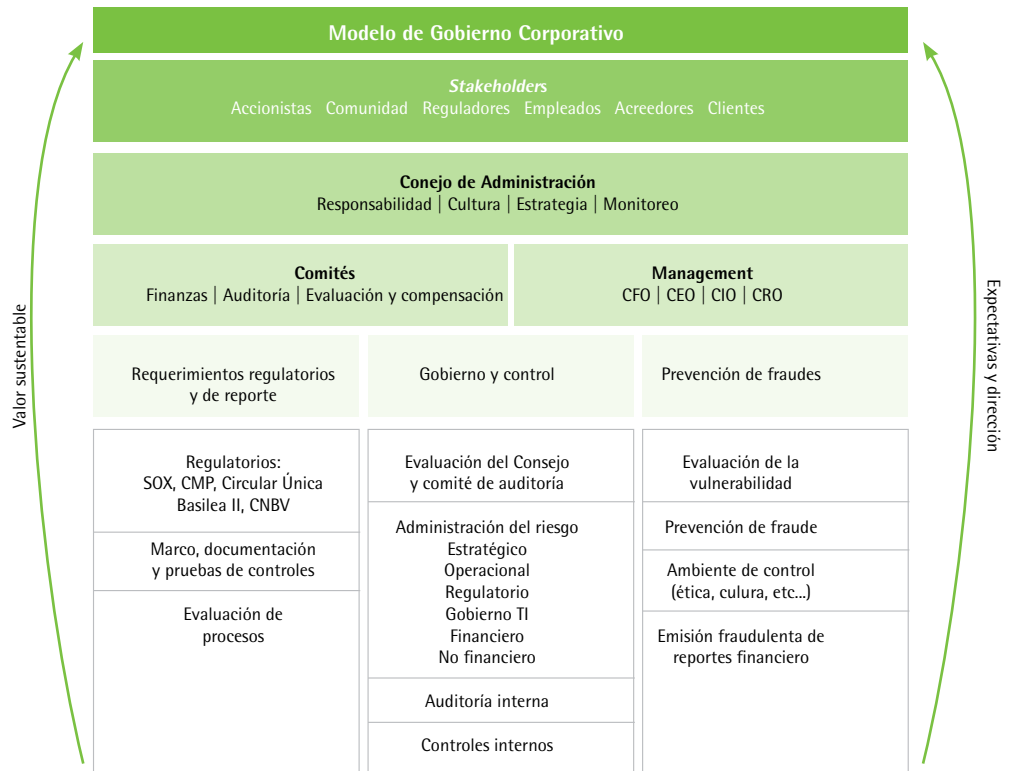 Modelo de Gobierno Corporativo
Stakeholders
Accionistas Comunidad Reguladores Empleados Acreedores Clientes
Conejo de Administración
Responsabilidad | Cultura | Estrategia | Monitoreo
Comités
Finanzas | Auditoría | Evaluación y compensación
Management
CFO | CEO | CIO | CRO
Requerimientos regulatorios
y de reporte
Gobierno y control
Prevención de fraudes
Regulatorios:
SOX, CMP, Circular Única
Basilea II, CNBV
Marco, documentación
y pruebas de controles
Evaluación de
procesos
Evaluación del Consejo
y comité de auditoría
Administración del riesgo
Estratégico
Operacional
Regulatorio
Gobierno TI
Financiero
No financiero
Auditoría interna
Controles internos
Evaluación de la
vulnerabilidad
Prevención de fraude
Ambiente de control
(ética, culura, etc...)
Emisión fraudulenta de
reportes financiero
Valor sustentable
Expectativas y dirección